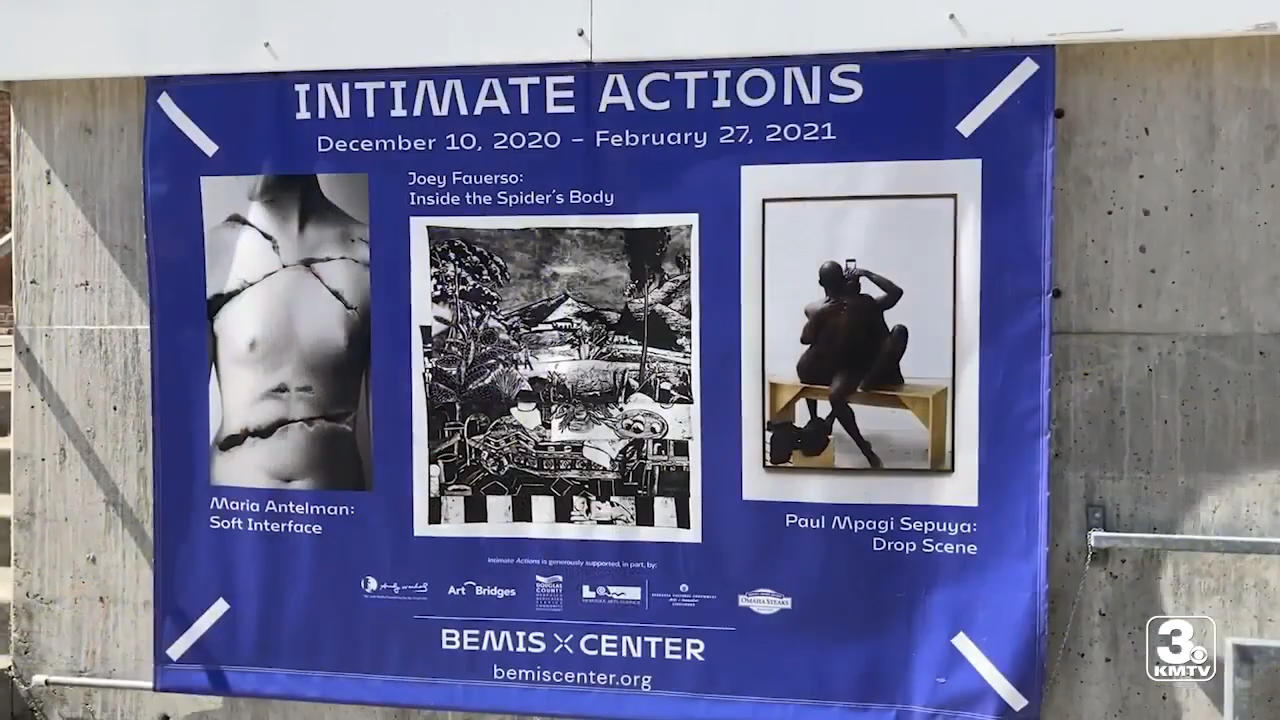 INTIMATE ACTIONS
December 10, 2020 – February 27, 2021
Joey Fauerso:
Inside the Spider's Body
Maria Antelman:
Soft Interface
Paul Mpagi Sepuya:
Drop Scene
Intimate Actions is generously supported, in part, by:
Art Bridges
DOUGLAS
COUNTY
OMAHA STEAKS
BEMIS CENTER
bemiscenter.org
3
KMTV